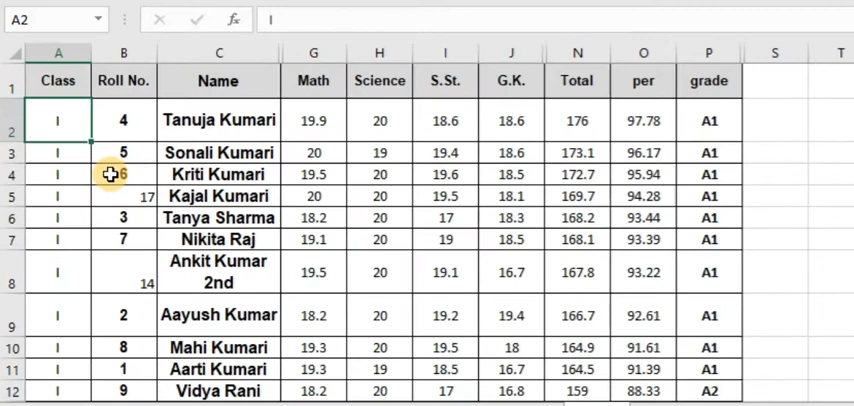 A2 fx I
A B C G H I J N O P S T
1 Class Roll No. Name Math Science S.St. G.K. Total per grade
2 I 4 Tanuja Kumari 19.9 20 18.6 18.6 176 97.78 A1
3 I 5 Sonali Kumari 20 19 19.4 18.6 173.1 96.17 A1
4 I 6 Kriti Kumari 19.5 20 19.6 18.5 172.7 95.94 A1
5 I 17 Kajal Kumari 20 20 19.5 18.1 169.7 94.28 A1
6 I 3 Tanya Sharma 18.2 20 17 18.3 168.2 93.44 A1
7 I 7 Nikita Raj 19.1 20 19 18.5 168.1 93.39 A1
8 I 14 Ankit Kumar 2nd 19.5 20 19.1 16.7 167.8 93.22 A1
9 I 2 Aayush Kumar 18.2 20 19.2 19.4 166.7 92.61 A1
10 I 8 Mahi Kumari 19.3 20 19.5 18 164.9 91.61 A1
11 I 1 Aarti Kumari 19.3 19 18.5 16.7 164.5 91.39 A1
12 I 9 Vidya Rani 18.2 20 17 16.8 159 88.33 A2